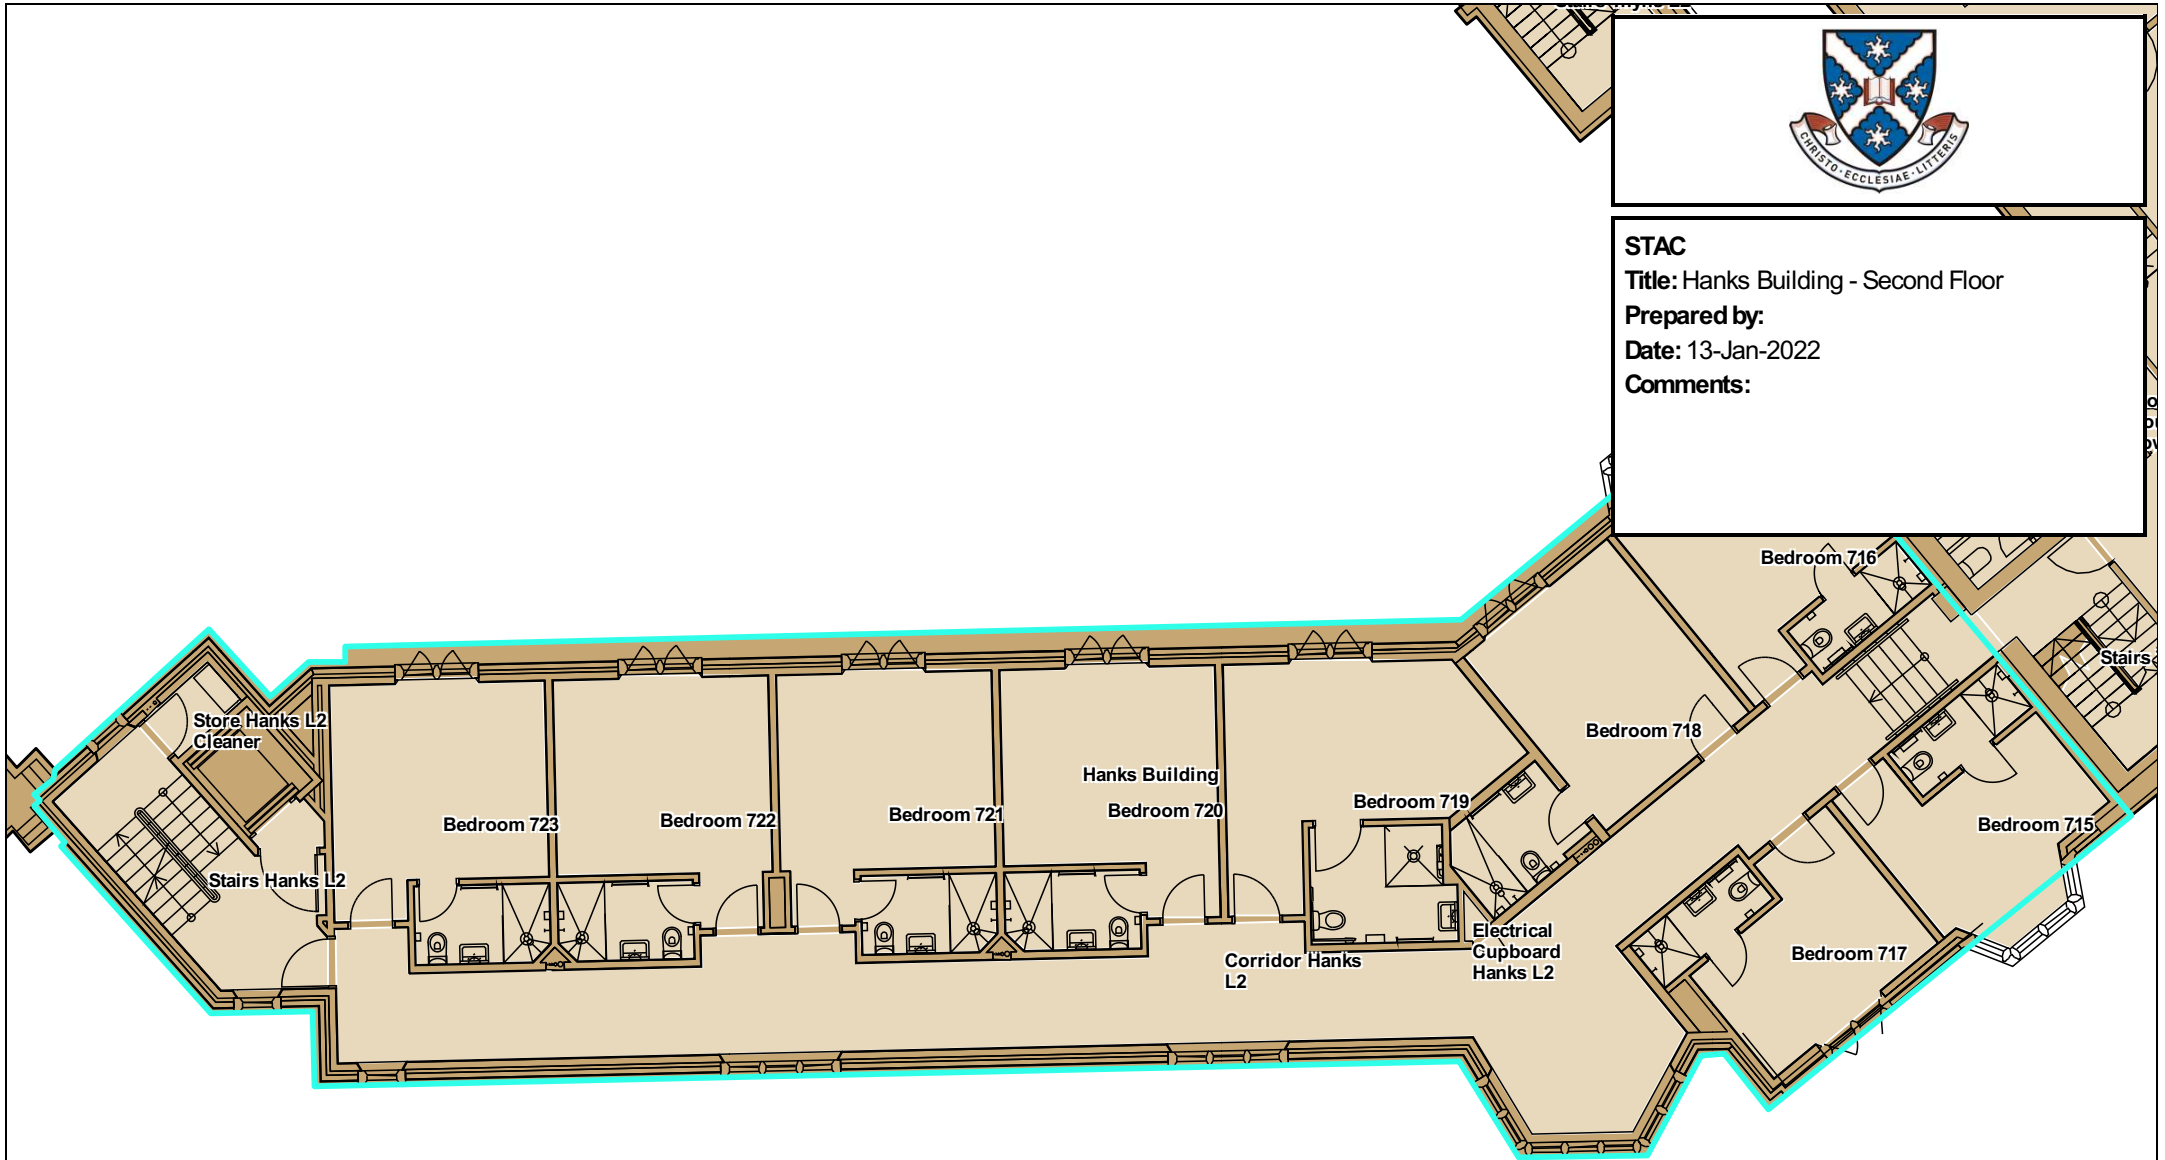 CHRISTO·ECCLESIAE·LITTERIS
STAC
Title: Hanks Building - Second Floor
Prepared by:
Date: 13-Jan-2022
Comments:
Bedroom 716
Stairs
Store Hanks L2
Cleaner
Bedroom 718
Hanks Building
Bedroom 723
Bedroom 722
Bedroom 721
Bedroom 720
Bedroom 719
Bedroom 715
Stairs Hanks L2
Corridor Hanks
L2
Electrical
Cupboard
Hanks L2
Bedroom 717